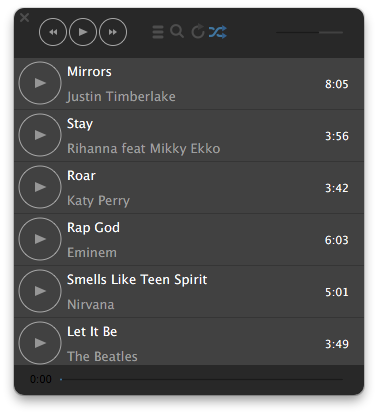 Mirrors
8:05
Justin Timberlake
Stay
3:56
Rihanna feat Mikky Ekko
Roar
3:42
Katy Perry
Rap God
6:03
Eminem
Smells Like Teen Spirit
5:01
Nirvana
Let It Be
3:49
The Beatles
0:00